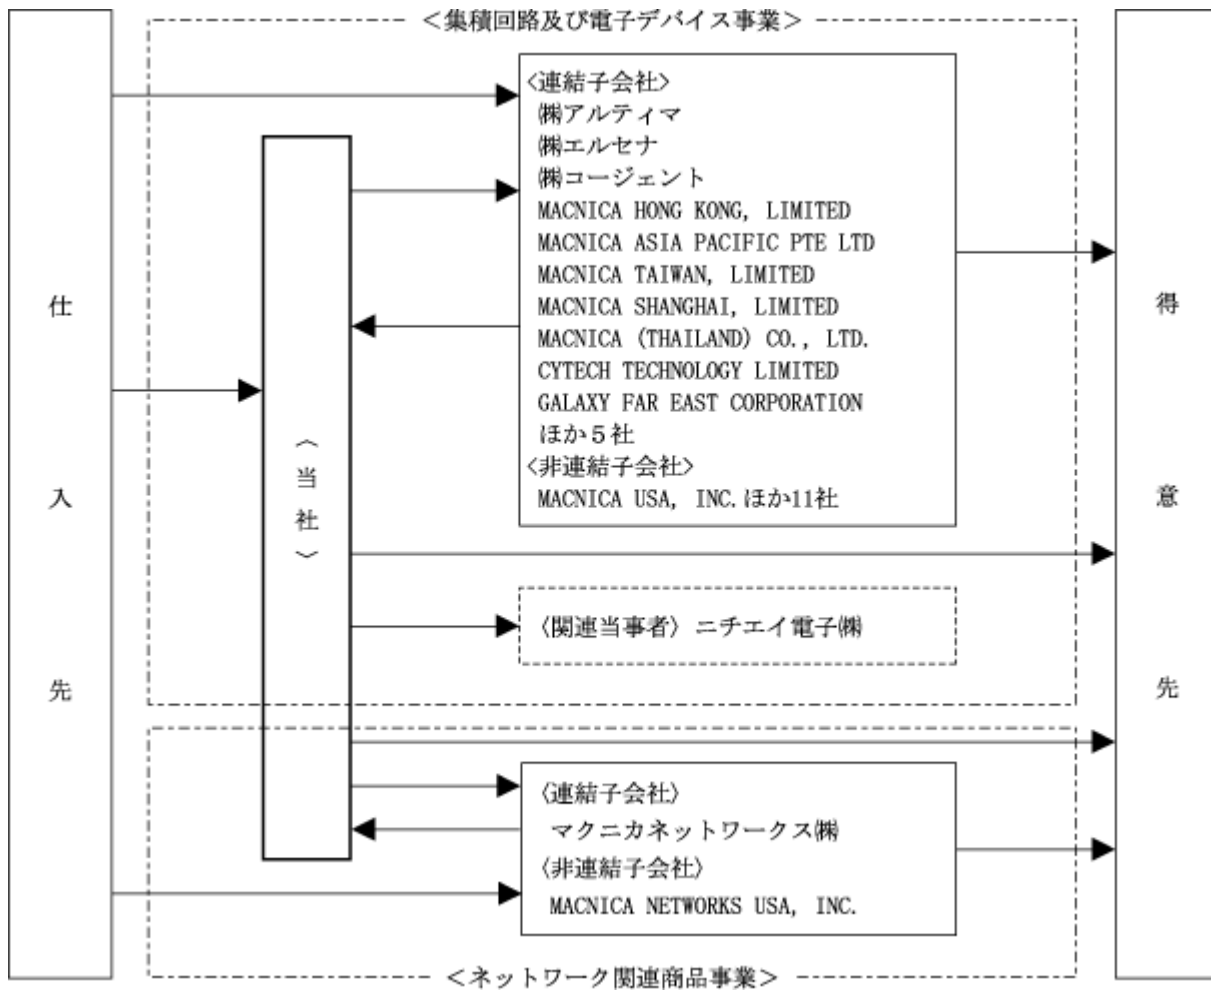 <集積回路及び電子デバイス事業>
仕入先
〈当社〉
<連結子会社>
㈱アルティマ
㈱エルセナ
㈱コージェント
MACNICA HONG KONG, LIMITED
MACNICA ASIA PACIFIC PTE LTD
MACNICA TAIWAN, LIMITED
MACNICA SHANGHAI, LIMITED
MACNICA (THAILAND) CO., LTD.
CYTECH TECHNOLOGY LIMITED
GALAXY FAR EAST CORPORATION
ほか５社
<非連結子会社>
MACNICA USA, INC.ほか11社
〈関連当事者〉ニチエイ電子㈱
得意先
〈連結子会社〉
マクニカネットワークス㈱
〈非連結子会社〉
MACNICA NETWORKS USA, INC.
<ネットワーク関連商品事業>